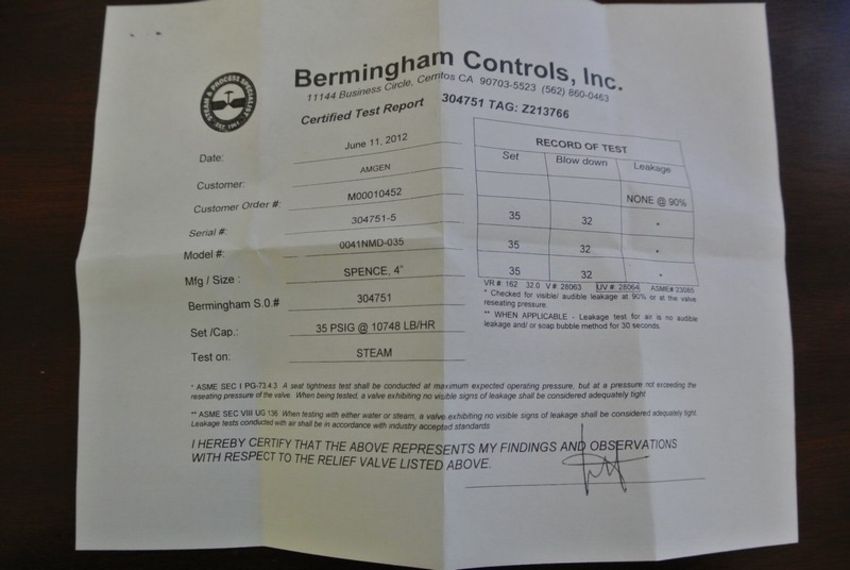 Bermingham Controls, Inc.
11144 Business Circle, Cerritos CA 90703-5523 (562) 860-0463
STEAM & PROCESS SPECIALIST
EST. 1961
Certified Test Report 304751 TAG: Z213766
Date: June 11, 2012
Customer: AMGEN
Customer Order #: M00010452
Serial #: 304751-5
Model #: 0041NMD-035
Mfg / Size : SPENCE, 4"
Bermingham S.O.# 304751
Set /Cap.: 35 PSIG @ 10748 LB/HR
Test on: STEAM
RECORD OF TEST
Set Blow down Leakage
NONE @ 90%
35 32 *
35 32 *
35 32 *
VR # 162 32.0 V # 28063 UV # 28064 ASME# 23085
* Checked for visible/ audible leakage at 90% or at the valve
reseating pressure.
** WHEN APPLICABLE - Leakage test for air is no audible
leakage and/ or soap bubble method for 30 seconds.
* ASME SEC I PG-73.4.3 A seat tightness test shall be conducted at maximum expected operating pressure, but at a pressure not exceeding the
reseating pressure of the valve. When being tested, a valve exhibiting no visible signs of leakage shall be considered adequately tight
** ASME SEC VIII UG 136 When testing with either water or steam, a valve exhibiting no visible signs of leakage shall be considered adequately tight.
Leakage tests conducted with air shall be in accordance with industry accepted standards
I HEREBY CERTIFY THAT THE ABOVE REPRESENTS MY FINDINGS AND OBSERVATIONS
WITH RESPECT TO THE RELIEF VALVE LISTED ABOVE.